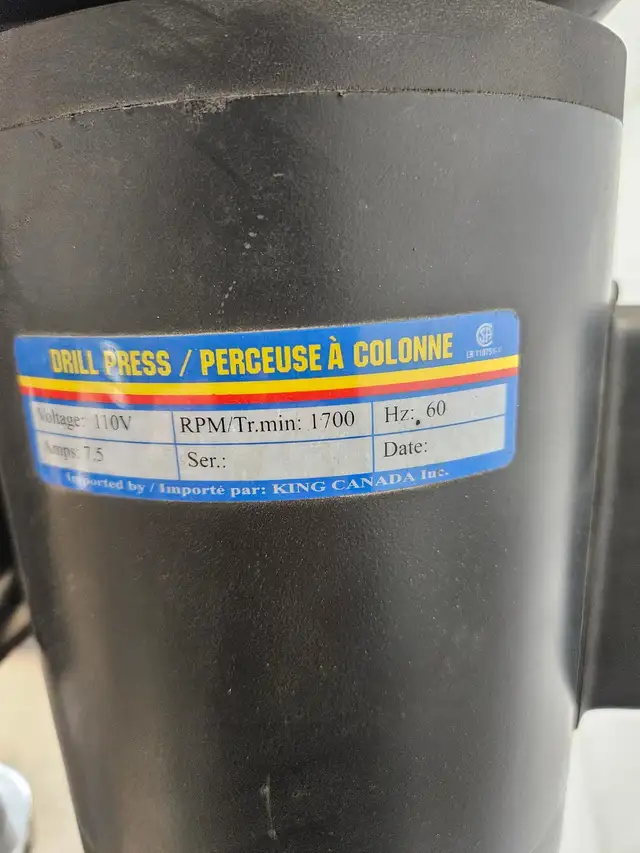 DRILL PRESS / PERCEUSE À COLONNE
Voltage: 110V RPM/Tr.min: 1700 Hz: 60
Amps: 7.5 Ser.: Date:
Imported by / Importé par: KING CANADA Inc.